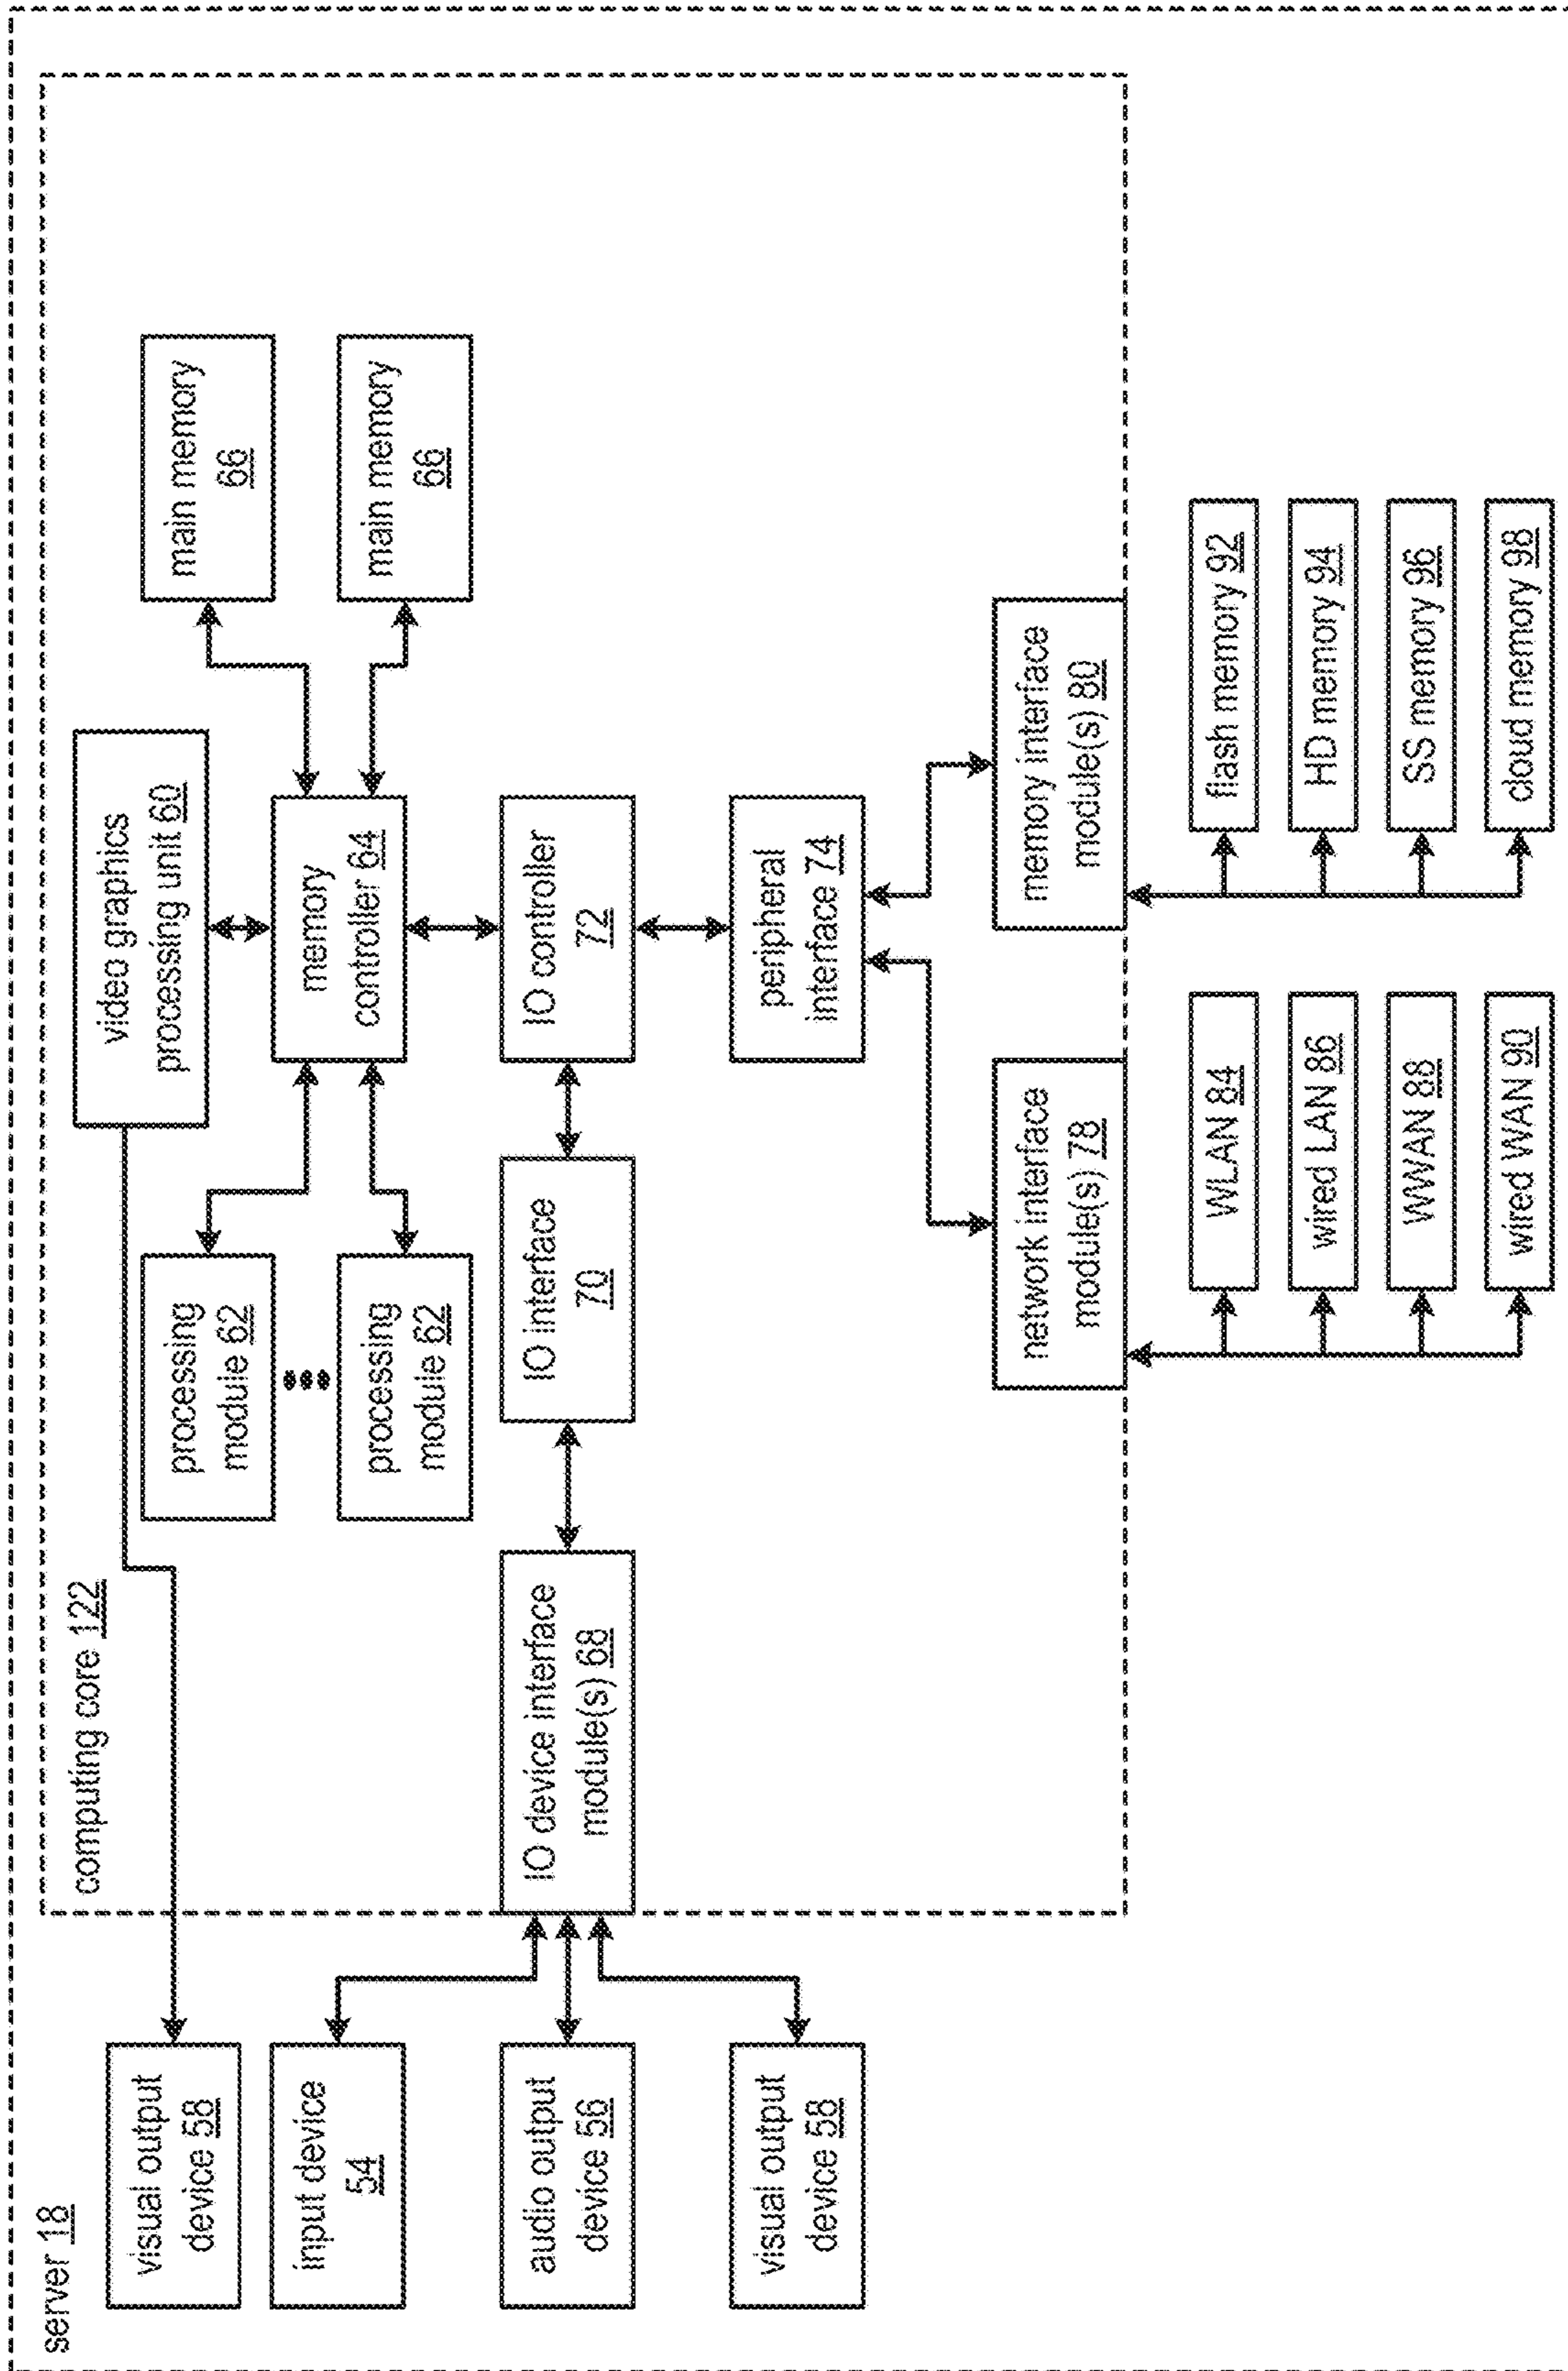 server 18
computing core 122
visual output
device 58
input device
54
audio output
device 56
visual output
device 58
video graphics
processing unit 60
processing
module 62
processing
module 62
memory
controller 64
main memory
66
main memory
66
IO device interface
module(s) 68
IO interface
70
IO controller
72
peripheral
interface 74
network interface
module(s) 78
memory interface
module(s) 80
WLAN 84
wired LAN 86
WWAN 88
wired WAN 90
flash memory 92
HD memory 94
SS memory 96
cloud memory 98